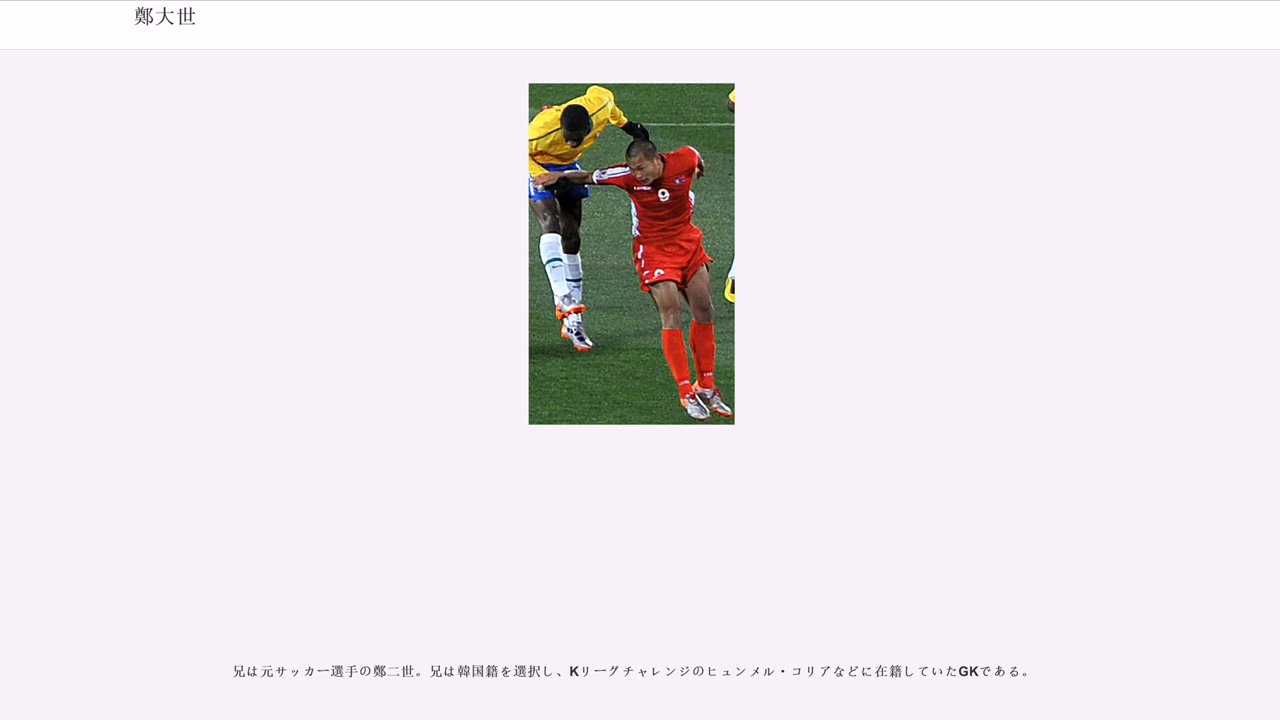 鄭大世
9
兄は元サッカー選手の鄭二世。兄は韓国籍を選択し、Kリーグチャレンジのヒュンメル・コリアなどに在籍していたGKである。